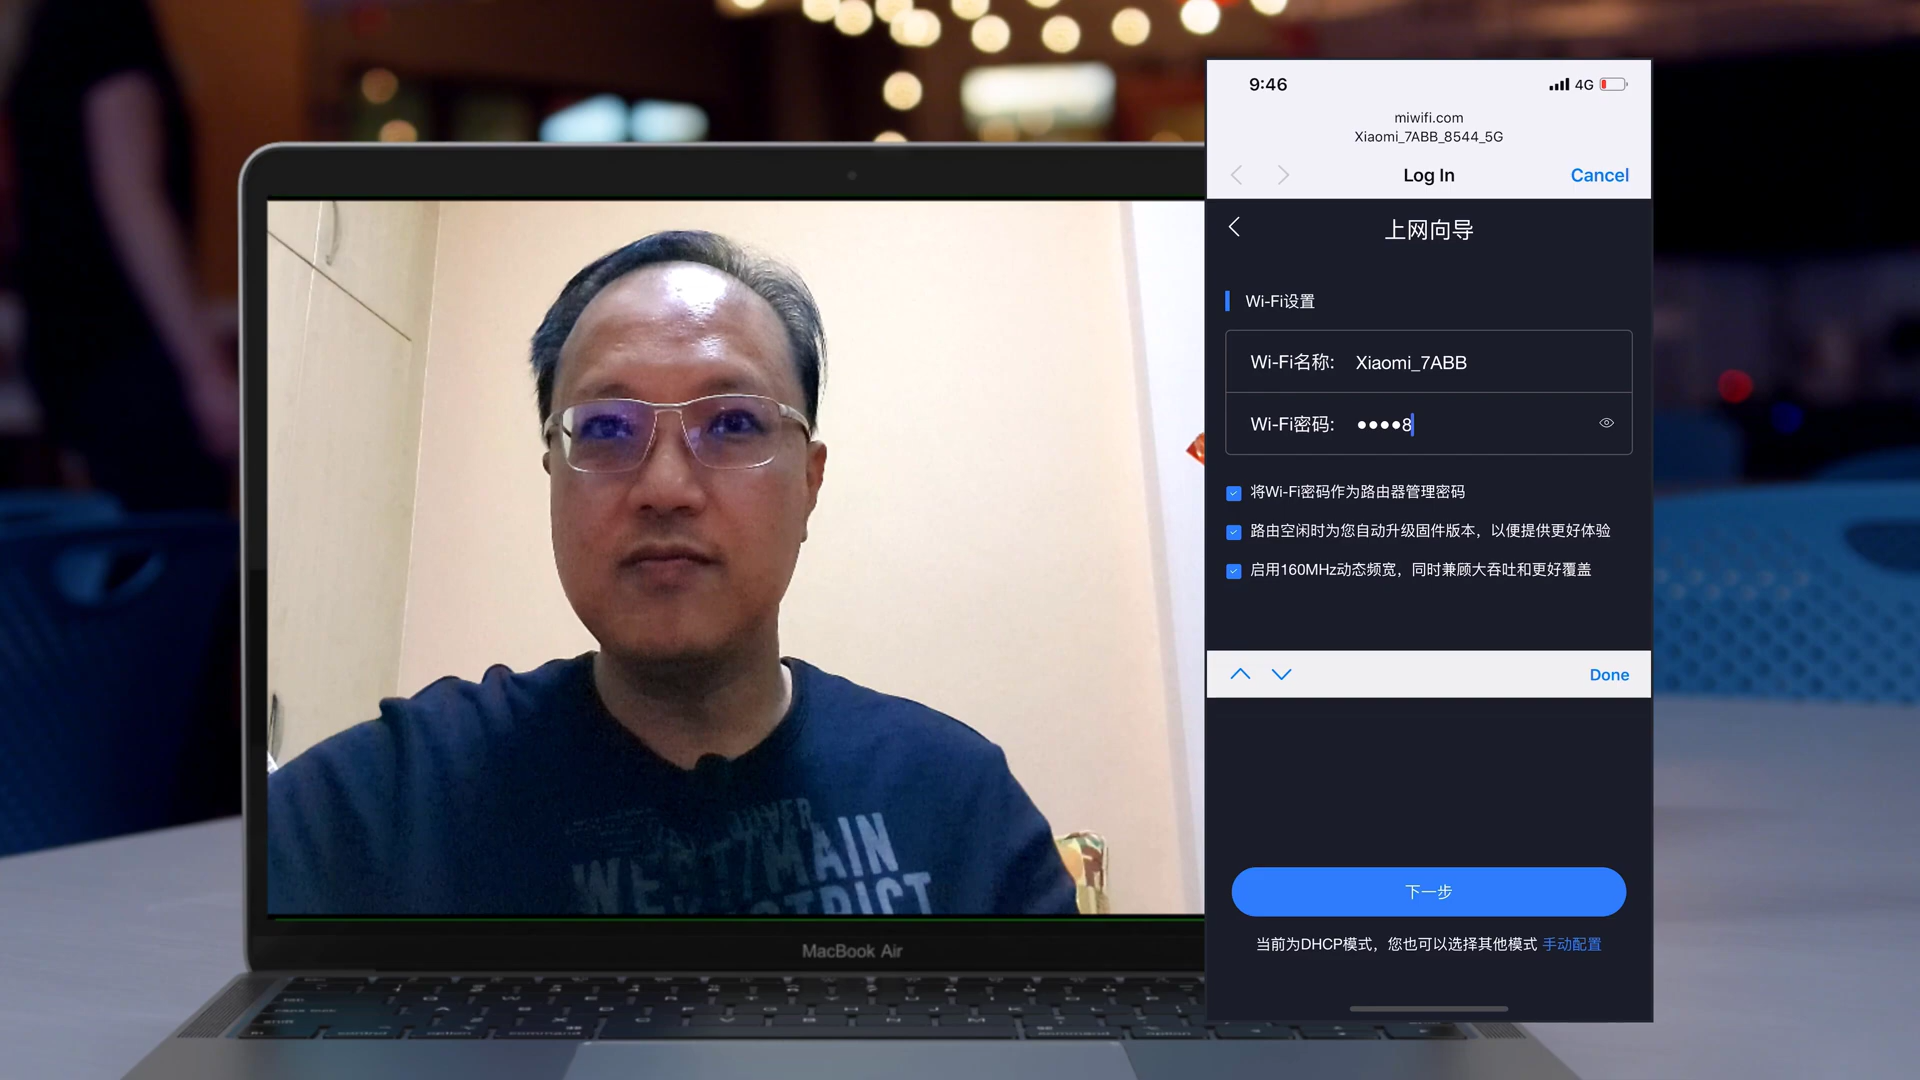 9:46
4G
miwifi.com
Xiaomi_7ABB_8544_5G
Log In
Cancel
上网向导
Wi-Fi设置
Wi-Fi名称: Xiaomi_7ABB
Wi-Fi密码: ••••8
将Wi-Fi密码作为路由器管理密码
路由空闲时为您自动升级固件版本，以便提供更好体验
启用160MHz动态频宽，同时兼顾大吞吐和更好覆盖
Done
下一步
当前为DHCP模式，您也可以选择其他模式 手动配置
MAIN
MacBook Air
control
option
command
command
option